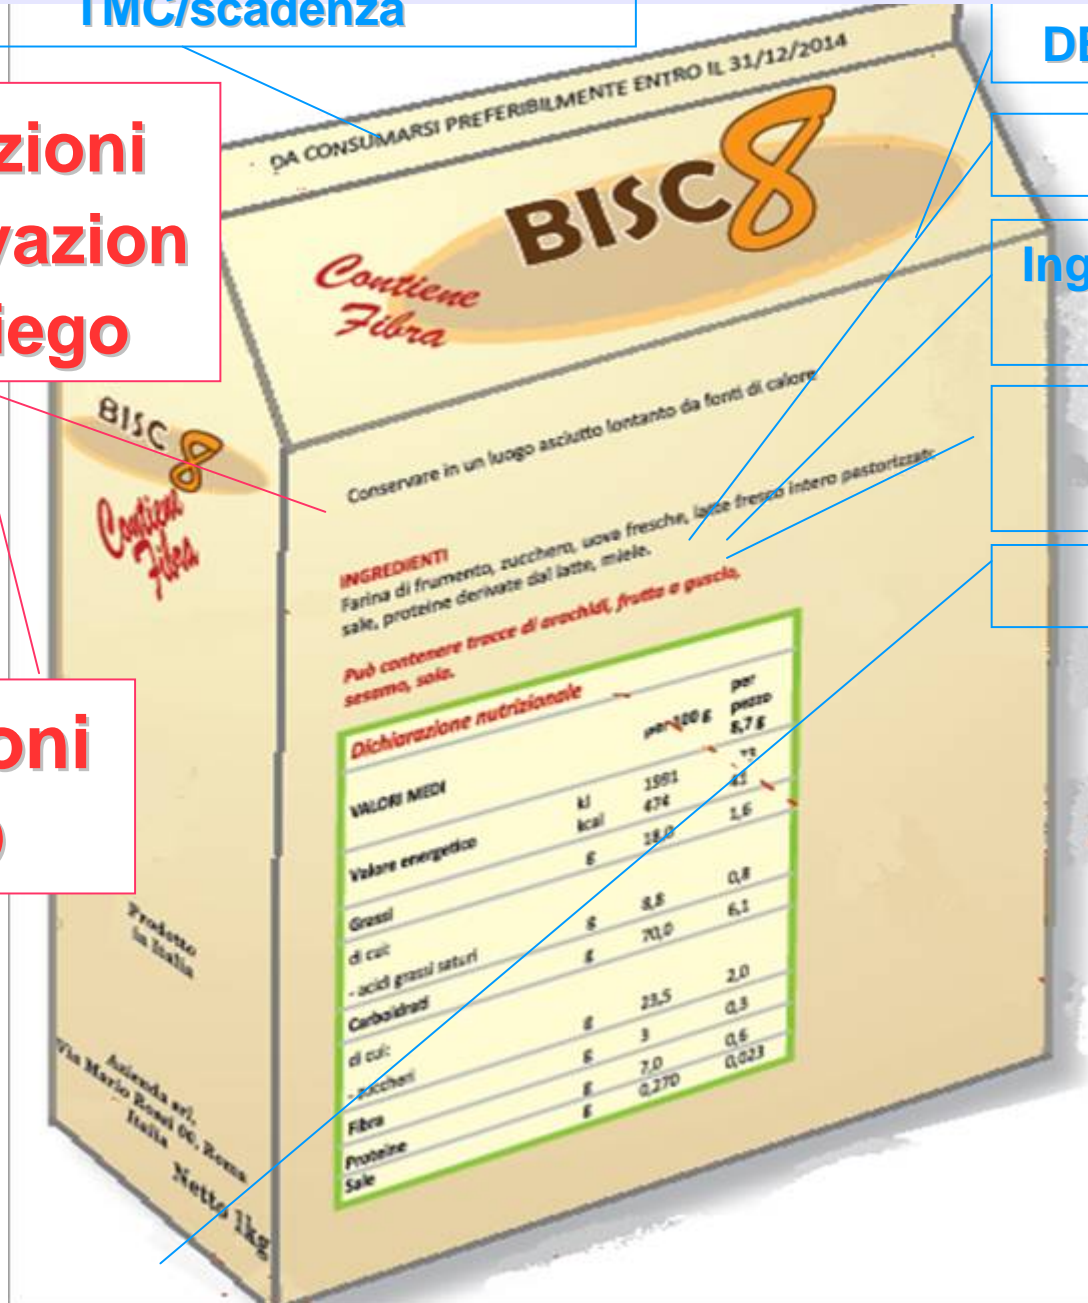 TMC/scadenza
DE
zioni
vazion
iego
Ing
oni
DA CONSUMARSI PREFERIBILMENTE ENTRO IL 31/12/2014
BISC8
Contiene
Fibra
BISC 8
Contiene
Fibra
Conservare in un luogo asciutto lontanto da fonti di calore
INGREDIENTI
Farina di frumento, zucchero, uova fresche, latte fresco intero pastorizzato,
sale, proteine derivate dal latte, miele.
Può contenere tracce di arachidi, frutta a guscio,
sesamo, soia.
Dichiarazione nutrizionale
VALORI MEDI per 100 g per
pezzo
8,7 g
Valore energetico kJ 1991 73
kcal 474 41
Grassi g 18,0 1,6
di cui:
- acidi grassi saturi g 8,8 0,8
Carboidrati g 70,0 6,1
di cui:
- zuccheri g 23,5 2,0
Fibra g 3 0,3
Proteine g 7,0 0,6
Sale g 0,270 0,023
Prodotto
in Italia
Azienda srl.
Via Mario Rossi 00, Roma
Italia
Netto 1kg